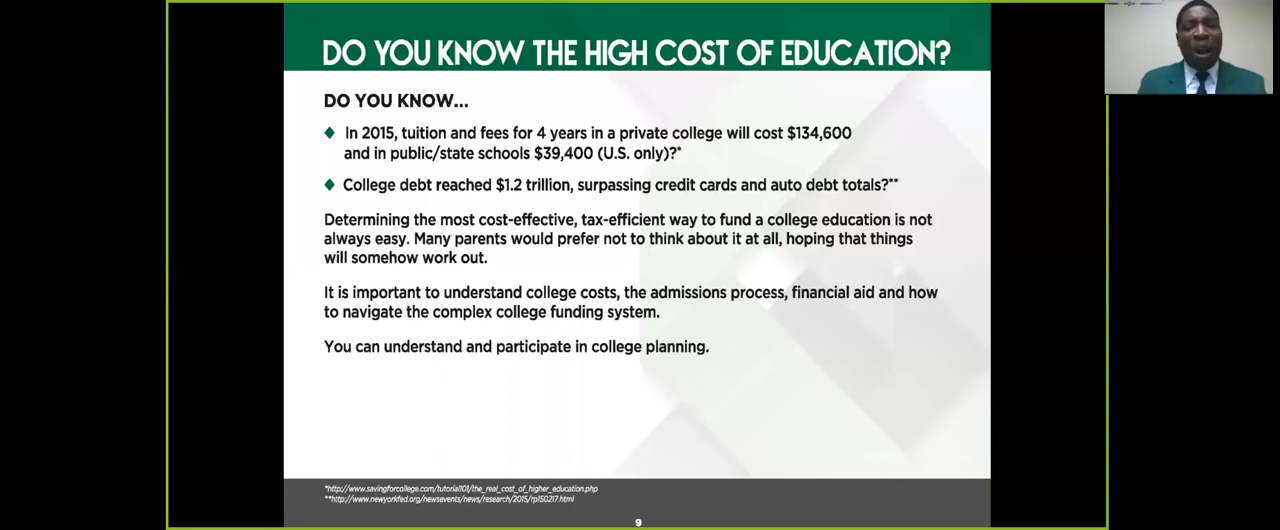 DO YOU KNOW THE HIGH COST OF EDUCATION?
DO YOU KNOW...
In 2015, tuition and fees for 4 years in a private college will cost $134,600
and in public/state schools $39,400 (U.S. only)?*
College debt reached $1.2 trillion, surpassing credit cards and auto debt totals?**
Determining the most cost-effective, tax-efficient way to fund a college education is not
always easy. Many parents would prefer not to think about it at all, hoping that things
will somehow work out.
It is important to understand college costs, the admissions process, financial aid and how
to navigate the complex college funding system.
You can understand and participate in college planning.
*http://www.savingforcollege.com/tutorial101/the_real_cost_of_higher_education.php
**http://www.newyorkfed.org/newsevents/news/research/2015/rp150217.html
9